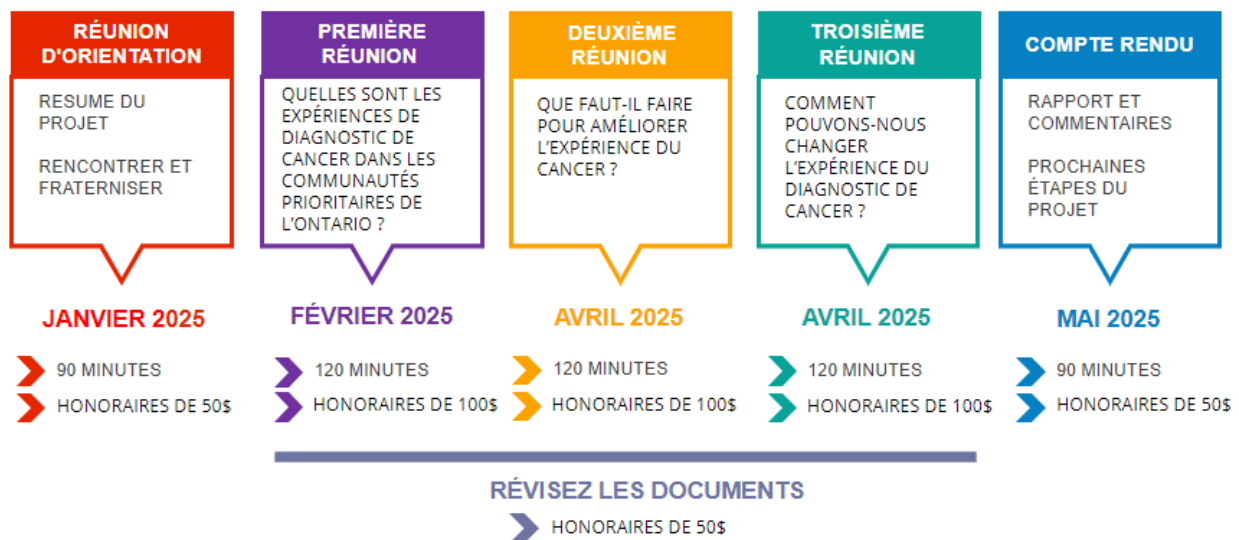 RÉUNION
D'ORIENTATION
RESUME DU
PROJET
RENCONTRER ET
FRATERNISER
JANVIER 2025
90 MINUTES
HONORAIRES DE 50$
PREMIÈRE
RÉUNION
QUELLES SONT LES
EXPÉRIENCES DE
DIAGNOSTIC DE
CANCER DANS LES
COMMUNAUTÉS
PRIORITAIRES DE
L'ONTARIO ?
FÉVRIER 2025
120 MINUTES
HONORAIRES DE 100$
DEUXIÈME
RÉUNION
QUE FAUT-IL FAIRE
POUR AMÉLIORER
L'EXPÉRIENCE DU
CANCER ?
AVRIL 2025
120 MINUTES
HONORAIRES DE 100$
TROISIÈME
RÉUNION
COMMENT
POUVONS-NOUS
CHANGER
L'EXPÉRIENCE DU
DIAGNOSTIC DE
CANCER ?
AVRIL 2025
120 MINUTES
HONORAIRES DE 100$
COMPTE RENDU
RAPPORT ET
COMMENTAIRES
PROCHAINES
ÉTAPES DU
PROJET
MAI 2025
90 MINUTES
HONORAIRES DE 50$
RÉVISEZ LES DOCUMENTS
HONORAIRES DE 50$